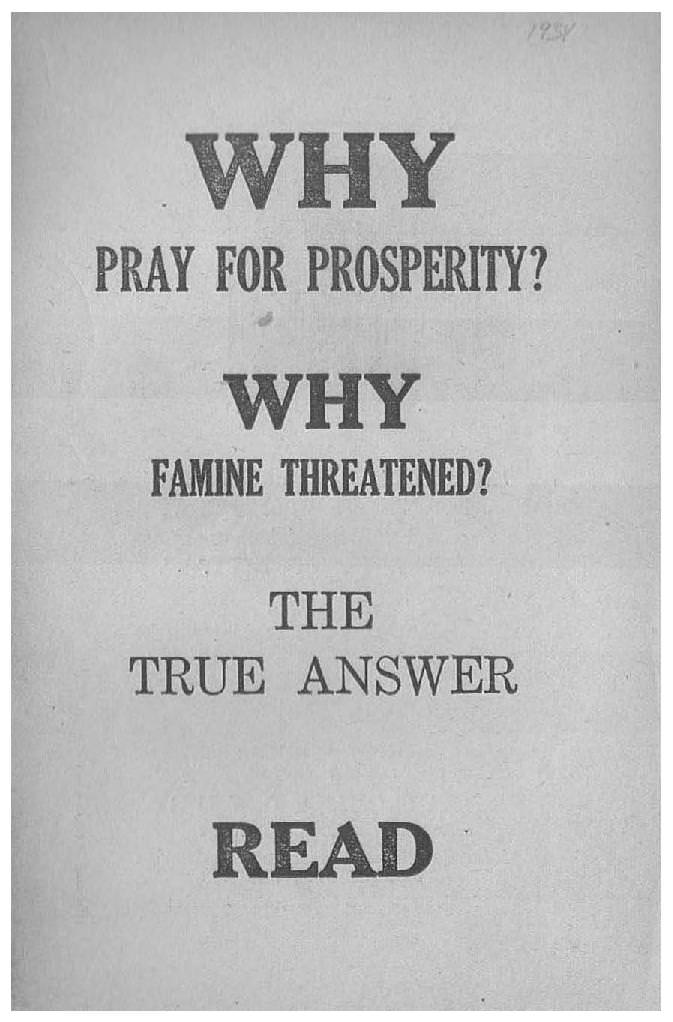 WHY
PRAY FOR PROSPERITY?
WHY
FAMINE THREATENED?
THE
TRUE ANSWER
READ